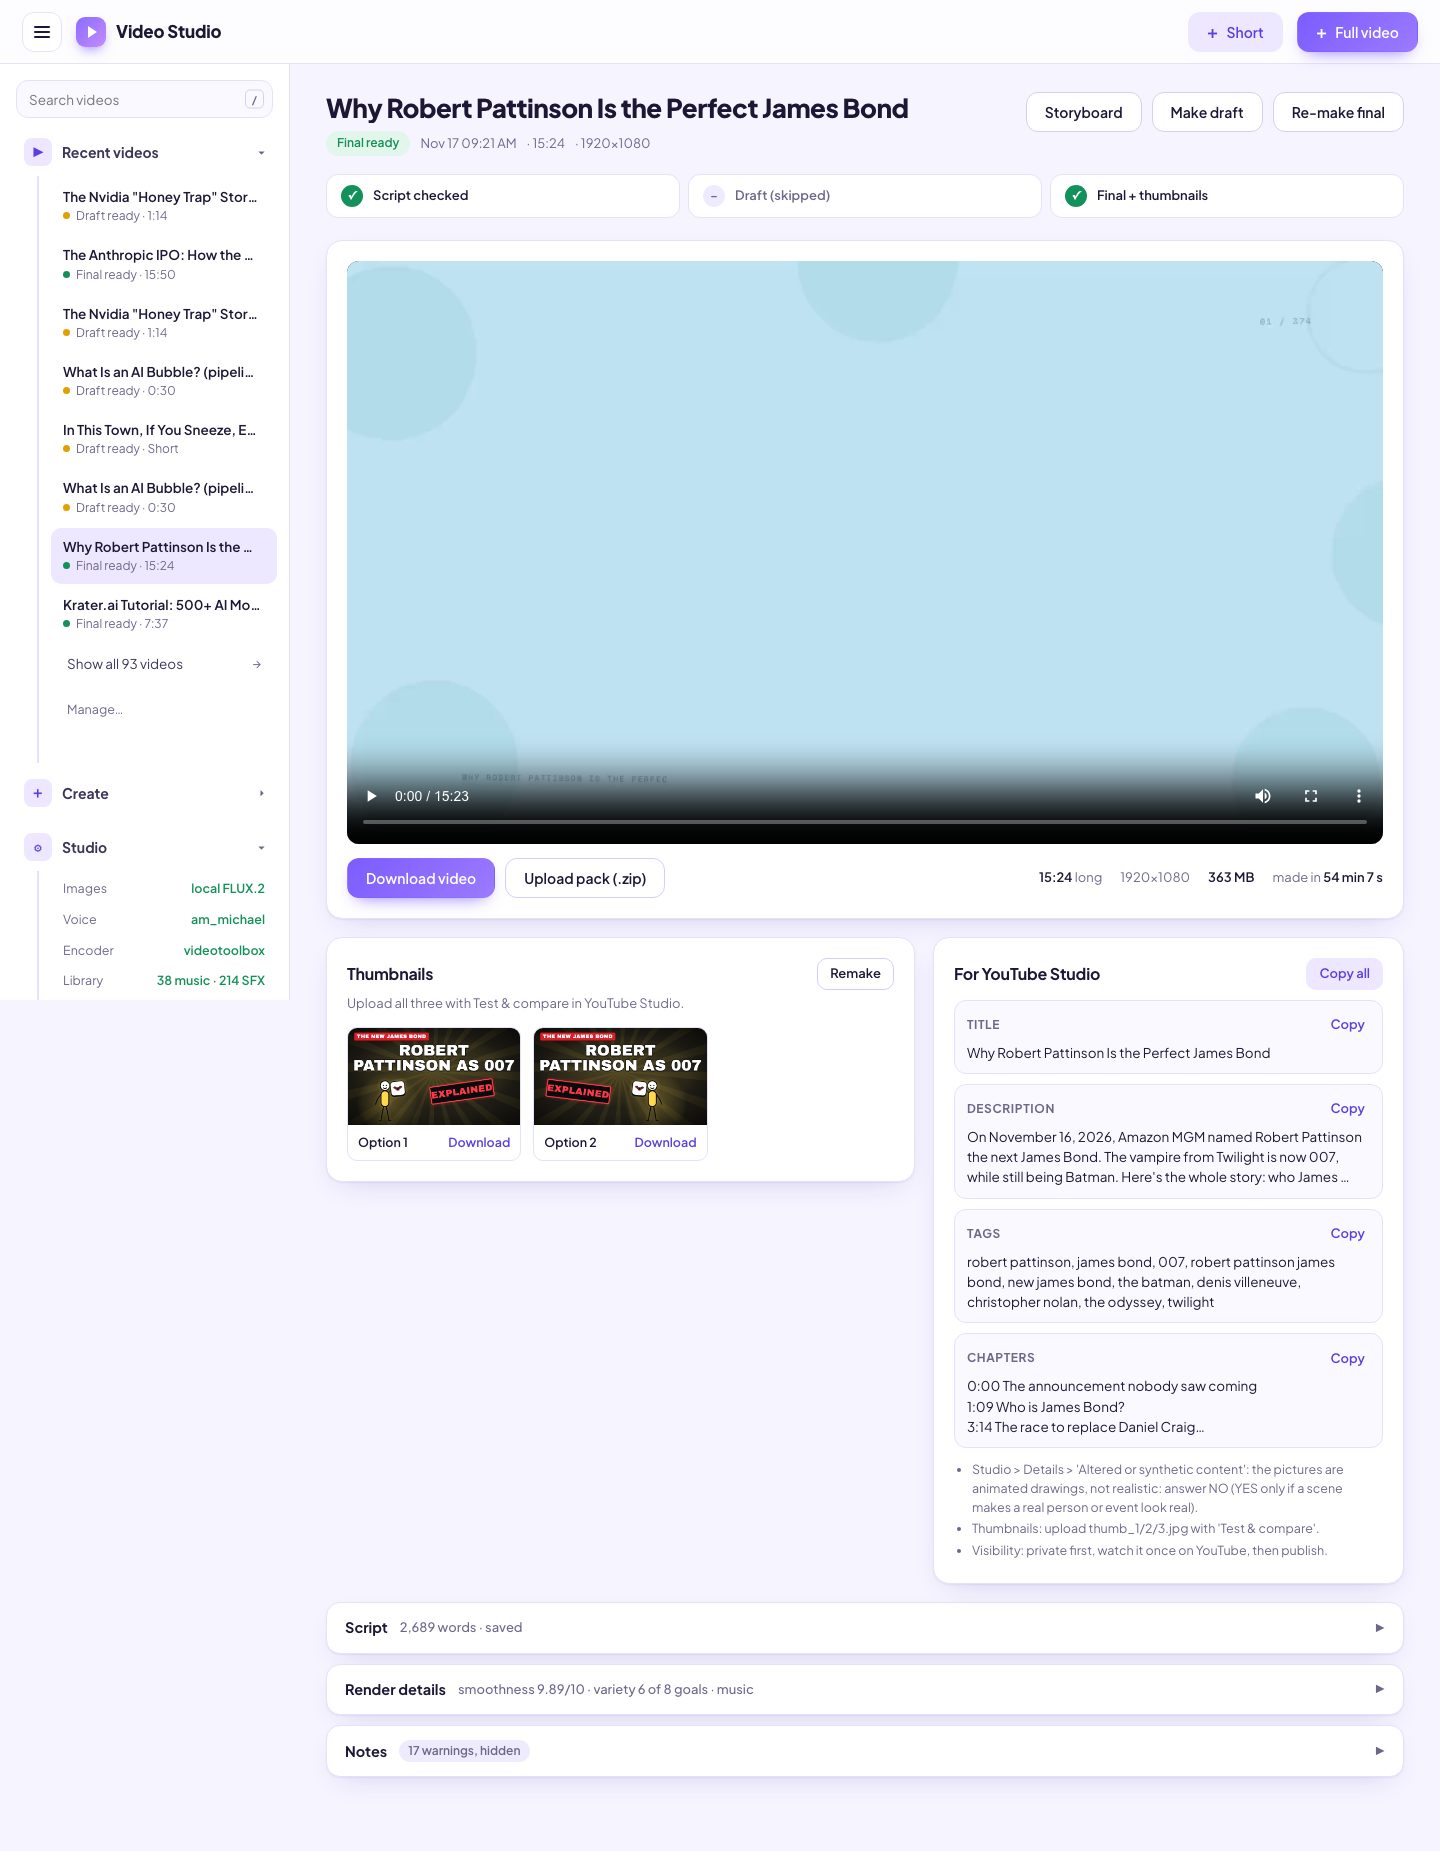 Video Studio
+ Short
+ Full video
Search videos
/
Recent videos
The Nvidia "Honey Trap" Stor…
Draft ready · 1:14
The Anthropic IPO: How the …
Final ready · 15:50
The Nvidia "Honey Trap" Stor…
Draft ready · 1:14
What Is an AI Bubble? (pipeli…
Draft ready · 0:30
In This Town, If You Sneeze, E…
Draft ready · Short
What Is an AI Bubble? (pipeli…
Draft ready · 0:30
Why Robert Pattinson Is the …
Final ready · 15:24
Krater.ai Tutorial: 500+ AI Mo…
Final ready · 7:37
Show all 93 videos →
Manage…
Create
Studio
Images local FLUX.2
Voice am_michael
Encoder videotoolbox
Library 38 music · 214 SFX
Why Robert Pattinson Is the Perfect James Bond
Storyboard
Make draft
Re-make final
Final ready Nov 17 09:21 AM · 15:24 · 1920×1080
Script checked
Draft (skipped)
Final + thumbnails
01 / 374
WHY ROBERT PATTINSON IS THE PERFEC
0:00 / 15:23
Download video
Upload pack (.zip)
15:24 long 1920×1080 363 MB made in 54 min 7 s
Thumbnails
Remake
Upload all three with Test & compare in YouTube Studio.
THE NEW JAMES BOND
ROBERT
PATTINSON AS 007
EXPLAINED
Option 1 Download
THE NEW JAMES BOND
ROBERT
PATTINSON AS 007
EXPLAINED
Option 2 Download
For YouTube Studio
Copy all
TITLE Copy
Why Robert Pattinson Is the Perfect James Bond
DESCRIPTION Copy
On November 16, 2026, Amazon MGM named Robert Pattinson
the next James Bond. The vampire from Twilight is now 007,
while still being Batman. Here's the whole story: who James …
TAGS Copy
robert pattinson, james bond, 007, robert pattinson james
bond, new james bond, the batman, denis villeneuve,
christopher nolan, the odyssey, twilight
CHAPTERS Copy
0:00 The announcement nobody saw coming
1:09 Who is James Bond?
3:14 The race to replace Daniel Craig…
• Studio > Details > 'Altered or synthetic content': the pictures are
animated drawings, not realistic: answer NO (YES only if a scene
makes a real person or event look real).
• Thumbnails: upload thumb_1/2/3.jpg with 'Test & compare'.
• Visibility: private first, watch it once on YouTube, then publish.
Script 2,689 words · saved
Render details smoothness 9.89/10 · variety 6 of 8 goals · music
Notes 17 warnings, hidden